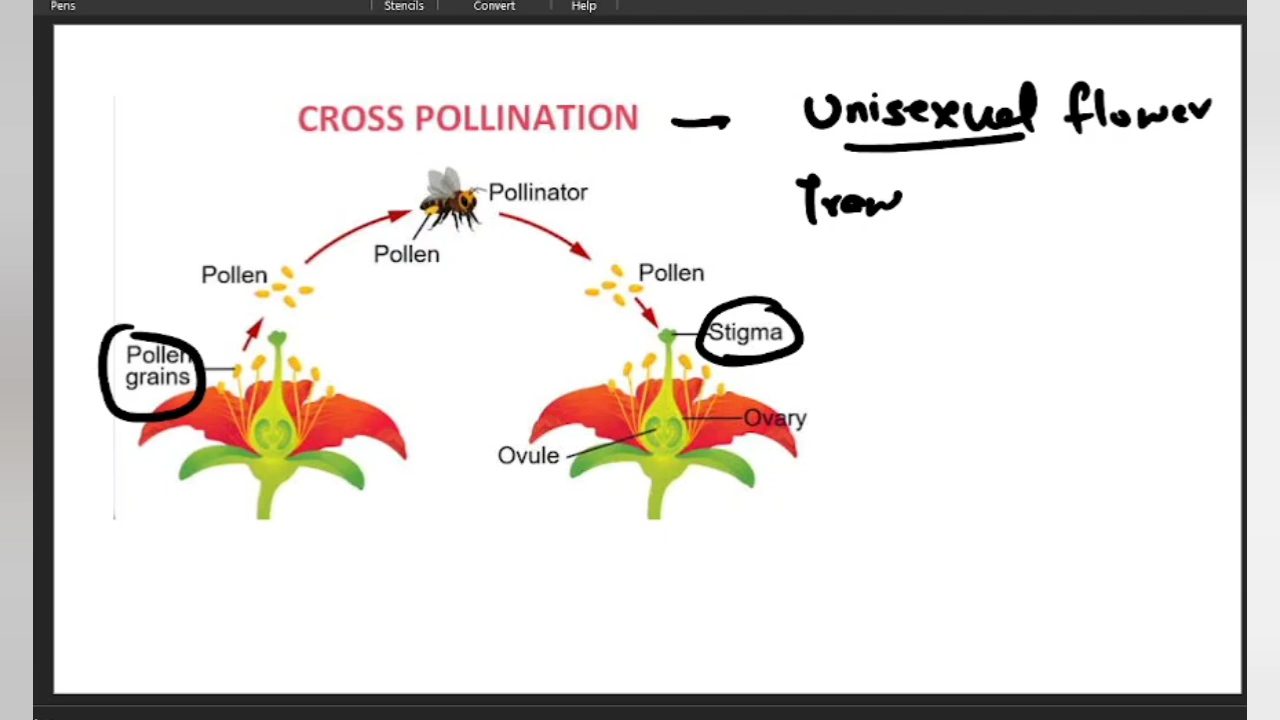 Pens Stencils Convert Help
CROSS POLLINATION – Unisexual flower
Tran
Pollinator
Pollen
Pollen
Pollen
Stigma
Pollen
grains
Ovary
Ovule